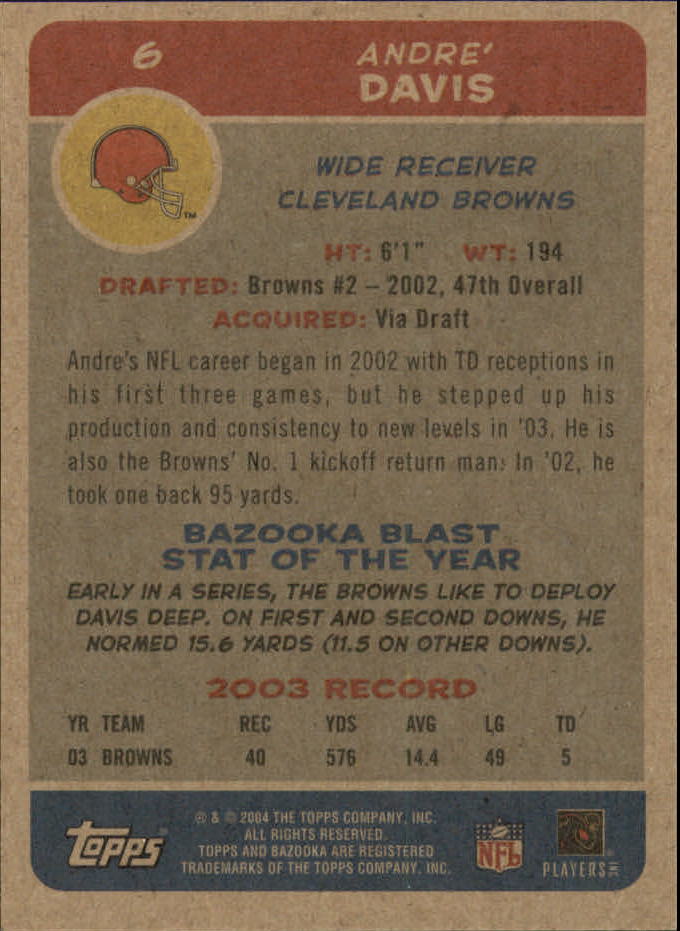 6
ANDRE'
DAVIS
TM
WIDE RECEIVER
CLEVELAND BROWNS
HT: 6'1" WT: 194
DRAFTED: Browns #2 – 2002, 47th Overall
ACQUIRED: Via Draft
Andre's NFL career began in 2002 with TD receptions in
his first three games, but he stepped up his
production and consistency to new levels in '03. He is
also the Browns' No. 1 kickoff return man: In '02, he
took one back 95 yards.
BAZOOKA BLAST
STAT OF THE YEAR
EARLY IN A SERIES, THE BROWNS LIKE TO DEPLOY
DAVIS DEEP. ON FIRST AND SECOND DOWNS, HE
NORMED 15.6 YARDS (11.5 ON OTHER DOWNS).
2003 RECORD
YR TEAM REC YDS AVG LG TD
03 BROWNS 40 576 14.4 49 5
topps
® & © 2004 THE TOPPS COMPANY, INC.
ALL RIGHTS RESERVED.
TOPPS AND BAZOOKA ARE REGISTERED
TRADEMARKS OF THE TOPPS COMPANY, INC.
NFL
PLAYERS INC